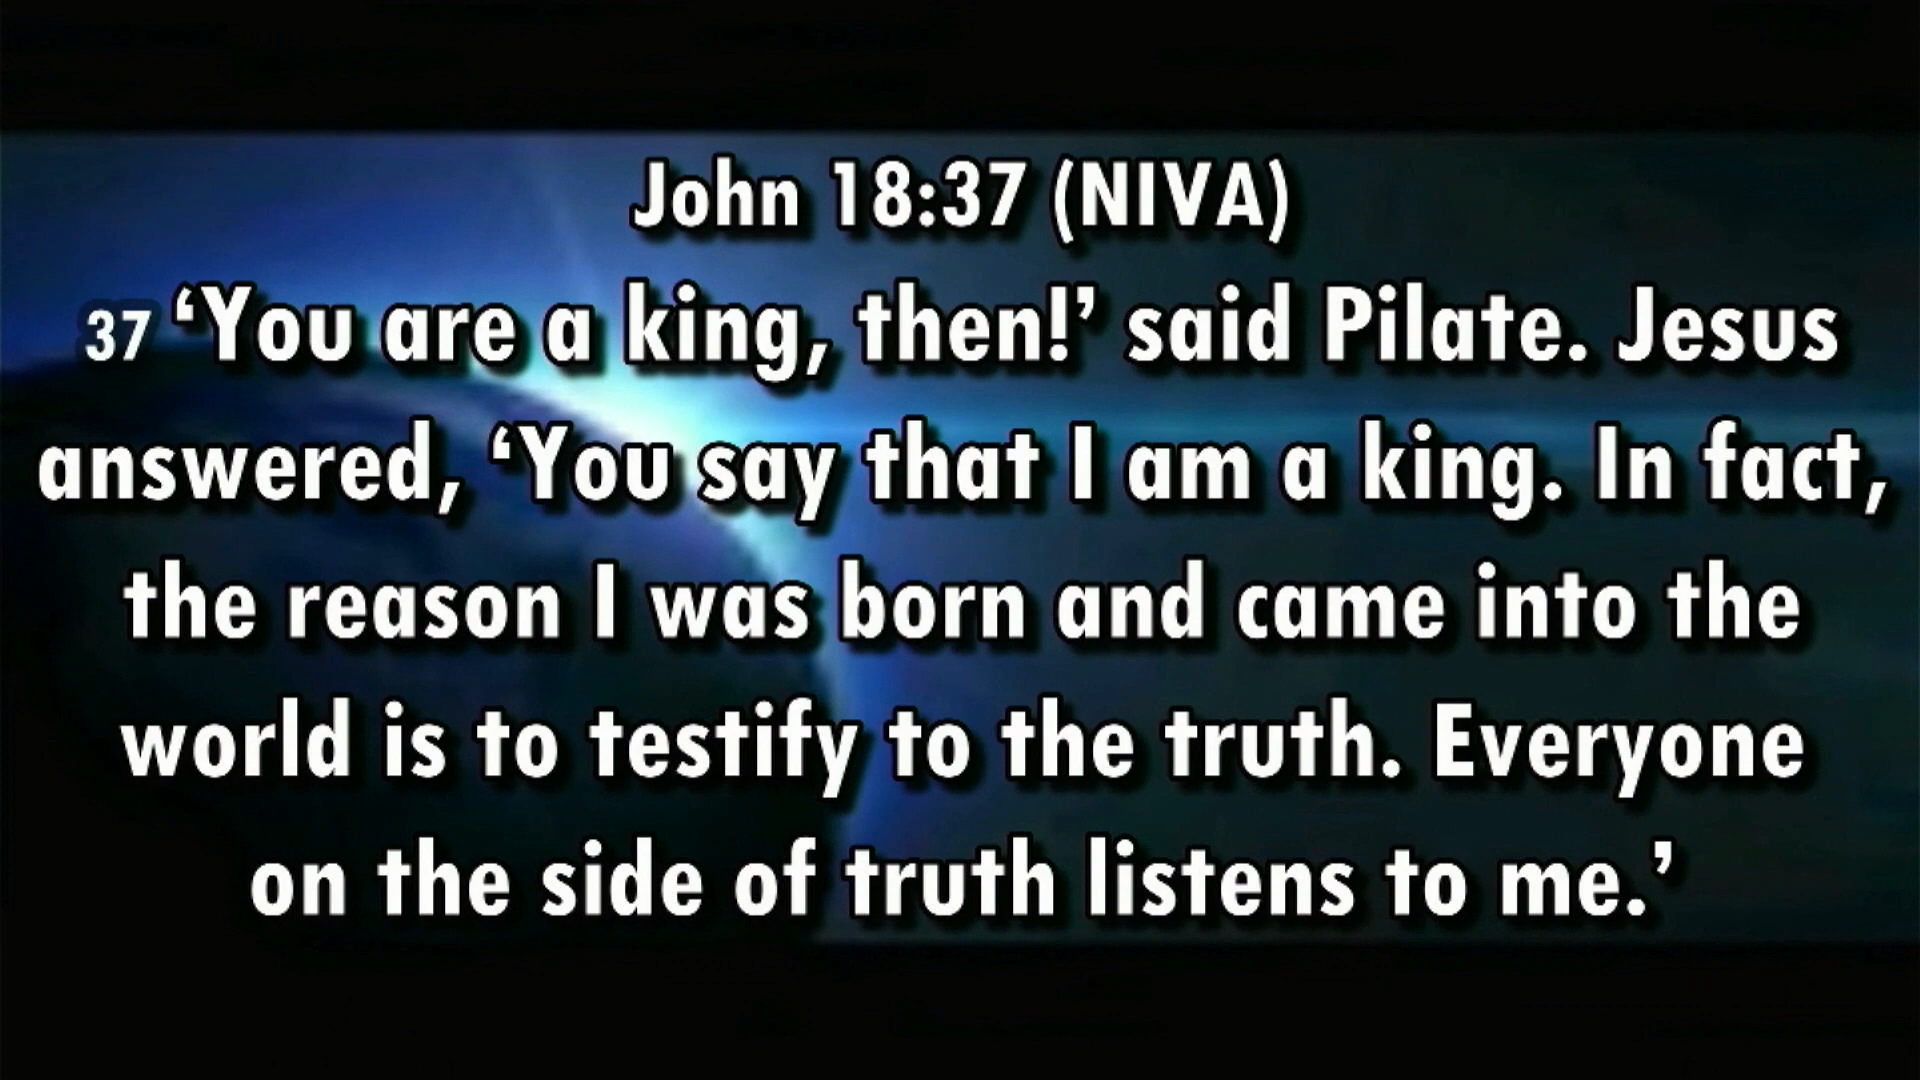 John 18:37 (NIVA)
37 ‘You are a king, then!’ said Pilate. Jesus
answered, ‘You say that I am a king. In fact,
the reason I was born and came into the
world is to testify to the truth. Everyone
on the side of truth listens to me.’